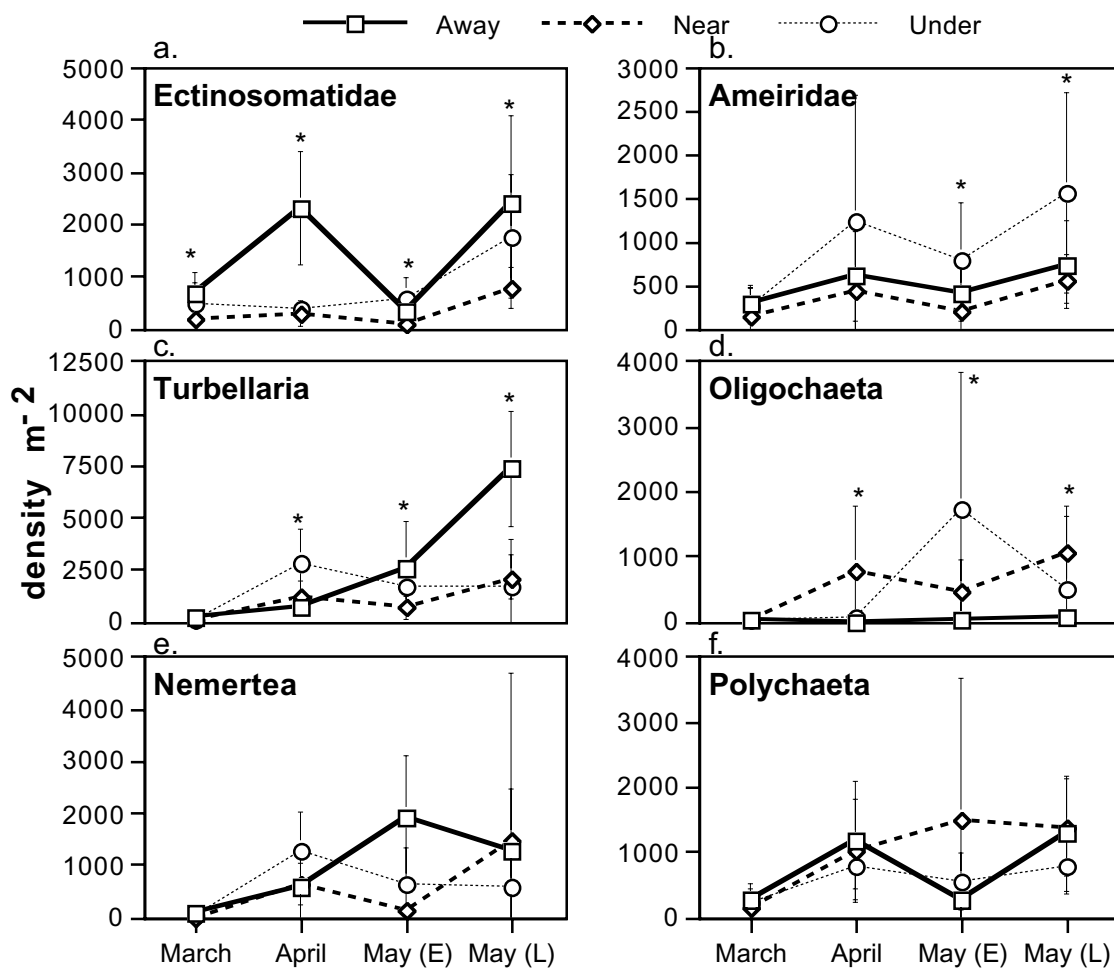 Away Near Under
a. b.
5000 3000
Ectinosomatidae Ameiridae
4000 2500
* * * * * *
3000 2000
2000 1500
1000 1000
0 500
0
c. d.
12500 4000
Turbellaria Oligochaeta
10000 3000
* * * * * *
7500 2000
5000 1000
2500 0
0
density m- 2
e. f.
5000 4000
Nemertea Polychaeta
4000 3000
3000 2000
2000 1000
1000 0
0
March April May (E) May (L) March April May (E) May (L)